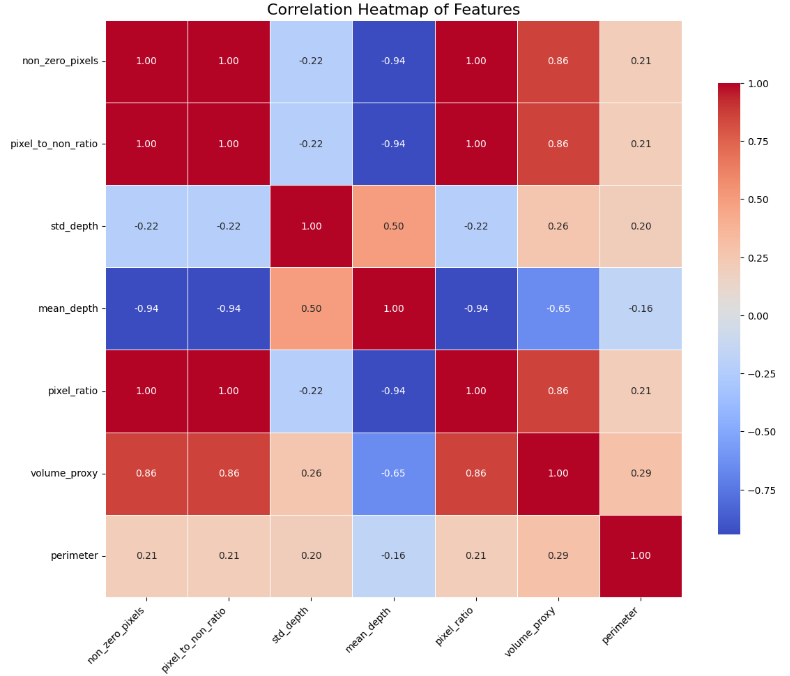 Correlation Heatmap of Features
non_zero_pixels 1.00 1.00 -0.22 -0.94 1.00 0.86 0.21
pixel_to_non_ratio 1.00 1.00 -0.22 -0.94 1.00 0.86 0.21
std_depth -0.22 -0.22 1.00 0.50 -0.22 0.26 0.20
mean_depth -0.94 -0.94 0.50 1.00 -0.94 -0.65 -0.16
pixel_ratio 1.00 1.00 -0.22 -0.94 1.00 0.86 0.21
volume_proxy 0.86 0.86 0.26 -0.65 0.86 1.00 0.29
perimeter 0.21 0.21 0.20 -0.16 0.21 0.29 1.00
non_zero_pixels
pixel_to_non_ratio
std_depth
mean_depth
pixel_ratio
volume_proxy
perimeter
1.00
0.75
0.50
0.25
0.00
−0.25
−0.50
−0.75